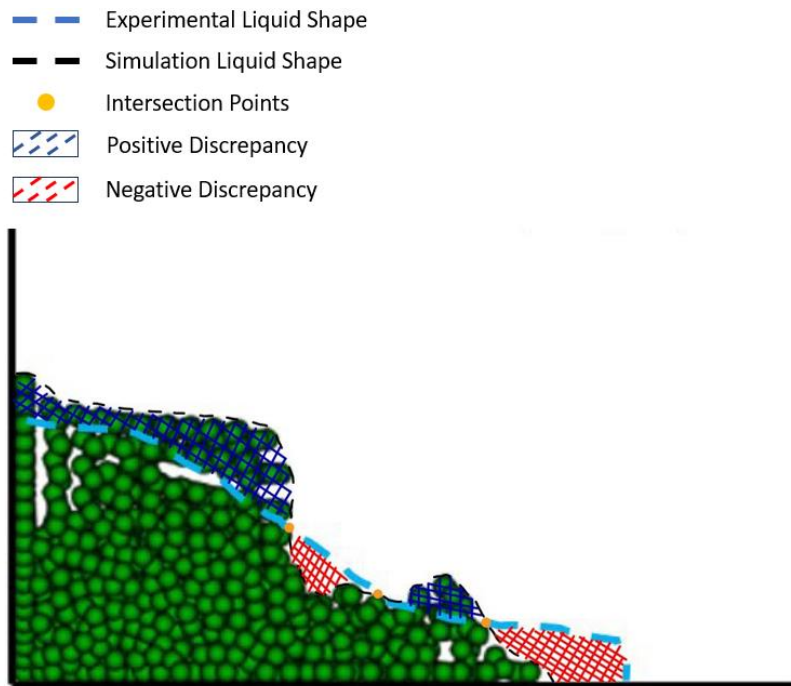 Experimental Liquid Shape
Simulation Liquid Shape
Intersection Points
Positive Discrepancy
Negative Discrepancy